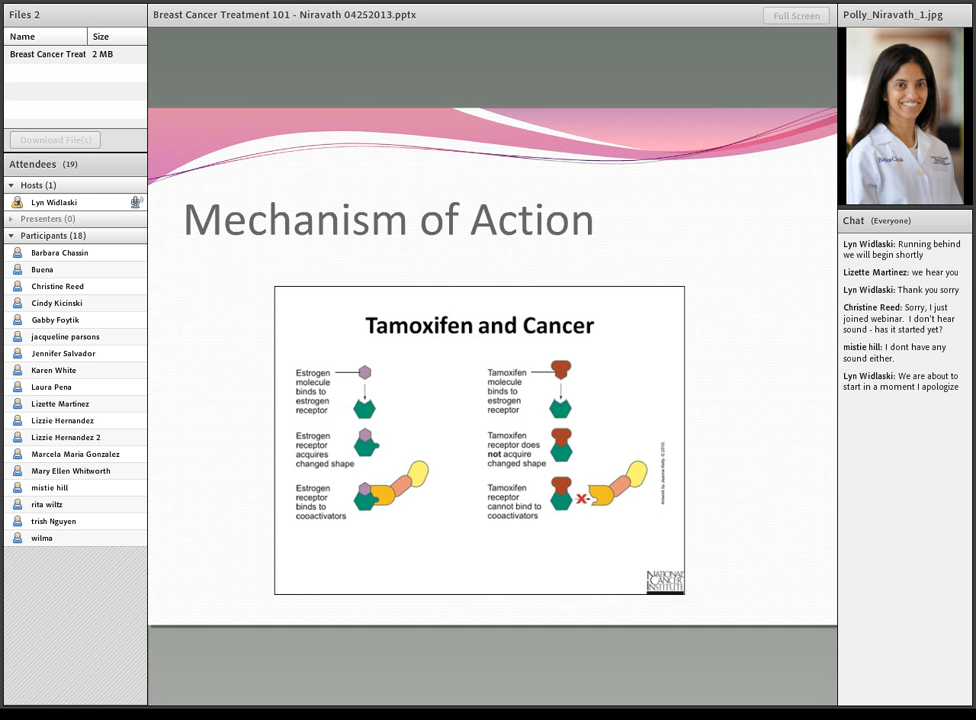 Files 2
Name Size
Breast Cancer Treat 2 MB
Download File(s)
Attendees (19)
Hosts (1)
Lyn Widlaski
Presenters (0)
Participants (18)
Barbara Chassin
Buena
Christine Reed
Cindy Kicinski
Gabby Foytik
jacqueline parsons
Jennifer Salvador
Karen White
Laura Pena
Lizette Martinez
Lizzie Hernandez
Lizzie Hernandez 2
Marcela Maria Gonzalez
Mary Ellen Whitworth
mistie hill
rita wiltz
trish Nguyen
wilma
Breast Cancer Treatment 101 - Niravath 04252013.pptx
Full Screen
Mechanism of Action
Tamoxifen and Cancer
Estrogen
molecule
binds to
estrogen
receptor
Estrogen
receptor
acquires
changed shape
Estrogen
receptor
binds to
cooactivators
Tamoxifen
molecule
binds to
estrogen
receptor
Tamoxifen
receptor does
not acquire
changed shape
Tamoxifen
receptor
cannot bind to
cooactivators
X
NATIONAL
CANCER
INSTITUTE
Polly_Niravath_1.jpg
Chat (Everyone)
Lyn Widlaski: Running behind
we will begin shortly
Lizette Martinez: we hear you
Lyn Widlaski: Thank you sorry
Christine Reed: Sorry, I just
joined webinar. I don't hear
sound - has it started yet?
mistie hill: I dont have any
sound either.
Lyn Widlaski: We are about to
start in a moment I apologize